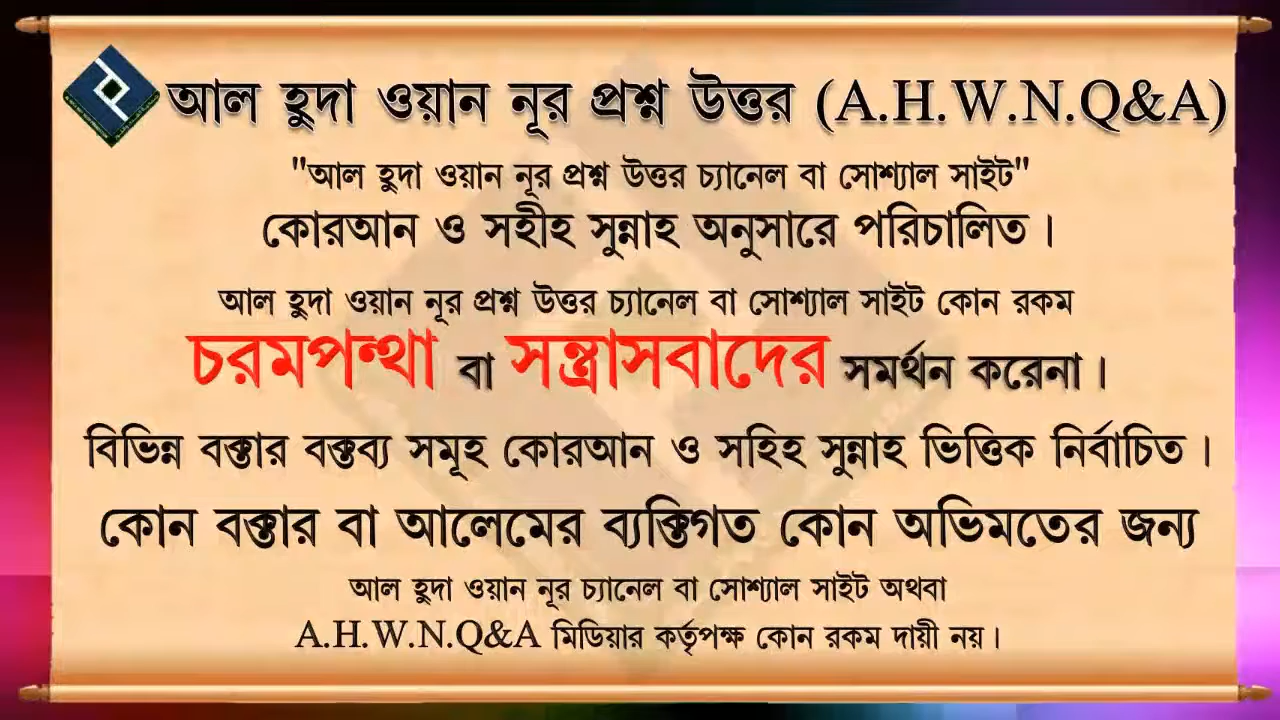 আল হুদা ওয়ান নূর প্রশ্ন উত্তর (A.H.W.N.Q&A)
"আল হুদা ওয়ান নূর প্রশ্ন উত্তর চ্যানেল বা সোশ্যাল সাইট"
কোরআন ও সহীহ সুন্নাহ অনুসারে পরিচালিত।
আল হুদা ওয়ান নূর প্রশ্ন উত্তর চ্যানেল বা সোশ্যাল সাইট কোন রকম
চরমপন্থা বা সন্ত্রাসবাদের সমর্থন করেনা।
বিভিন্ন বক্তার বক্তব্য সমূহ কোরআন ও সহিহ সুন্নাহ ভিত্তিক নির্বাচিত।
কোন বক্তার বা আলেমের ব্যক্তিগত কোন অভিমতের জন্য
আল হুদা ওয়ান নূর চ্যানেল বা সোশ্যাল সাইট অথবা
A.H.W.N.Q&A মিডিয়ার কর্তৃপক্ষ কোন রকম দায়ী নয়।